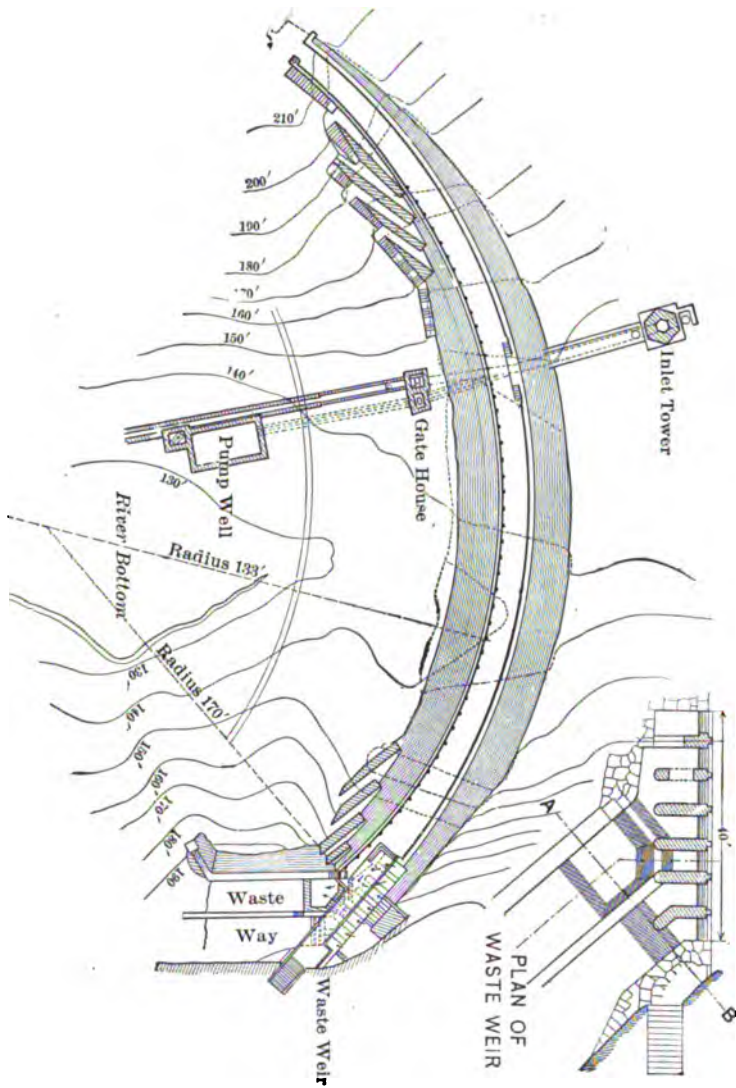 210'
200'
190'
180'
170'
160'
150'
140'
130'
Inlet Tower
Gate House
Pump Well
River Bottom
Radius 133'
Radius 170'
130'
140'
150'
160'
170'
180'
190
Waste
Way
Waste Weir
40'
A
B
PLAN OF
WASTE WEIR